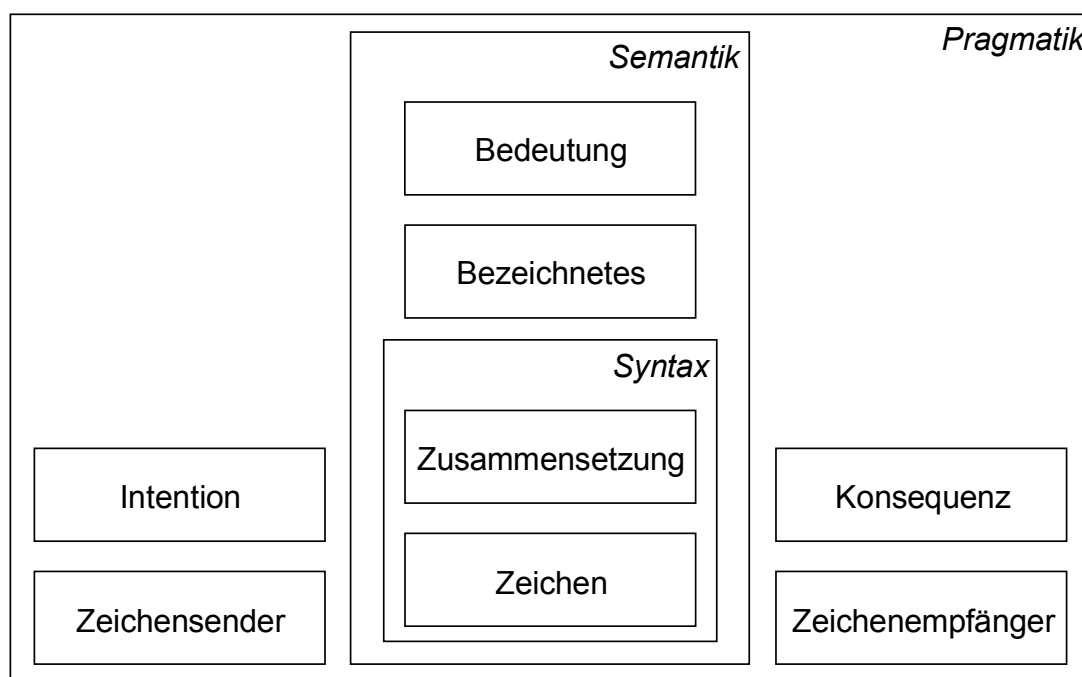 Pragmatik
Semantik
Bedeutung
Bezeichnetes
Syntax
Zusammensetzung
Intention
Konsequenz
Zeichen
Zeichensender
Zeichenempfänger